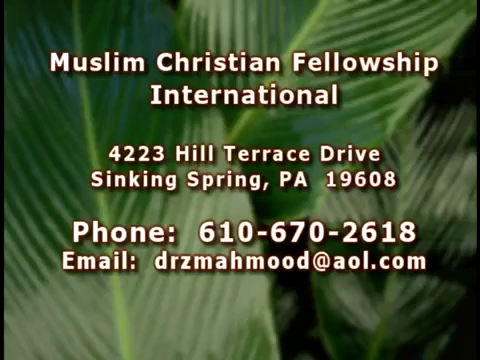 Muslim Christian Fellowship
International
4223 Hill Terrace Drive
Sinking Spring, PA 19608
Phone: 610-670-2618
Email: drzmahmood@aol.com